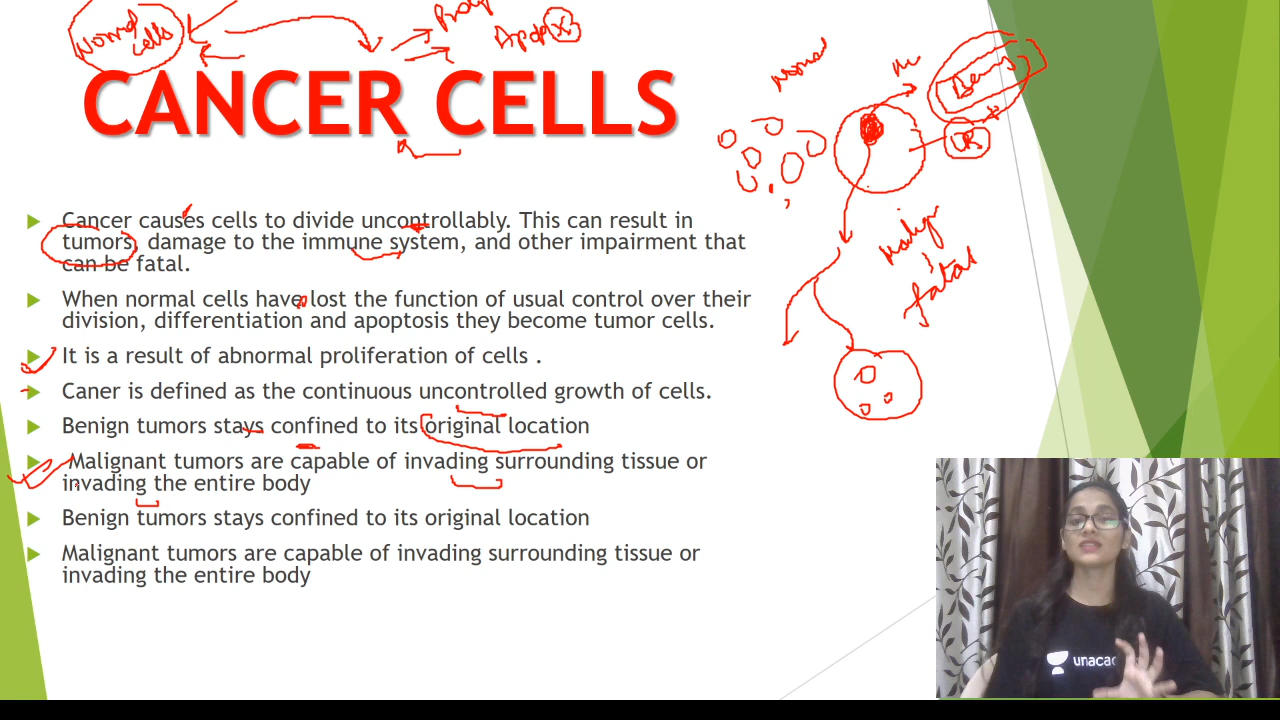 Normal
Cells
CANCER CELLS
Normal
Cancer causes cells to divide uncontrollably. This can result in
tumors, damage to the immune system, and other impairment that
can be fatal.
When normal cells have lost the function of usual control over their
division, differentiation and apoptosis they become tumor cells.
It is a result of abnormal proliferation of cells .
Caner is defined as the continuous uncontrolled growth of cells.
Benign tumors stays confined to its original location
Malignant tumors are capable of invading surrounding tissue or
invading the entire body
Benign tumors stays confined to its original location
Malignant tumors are capable of invading surrounding tissue or
invading the entire body
malig
fatal
unaca